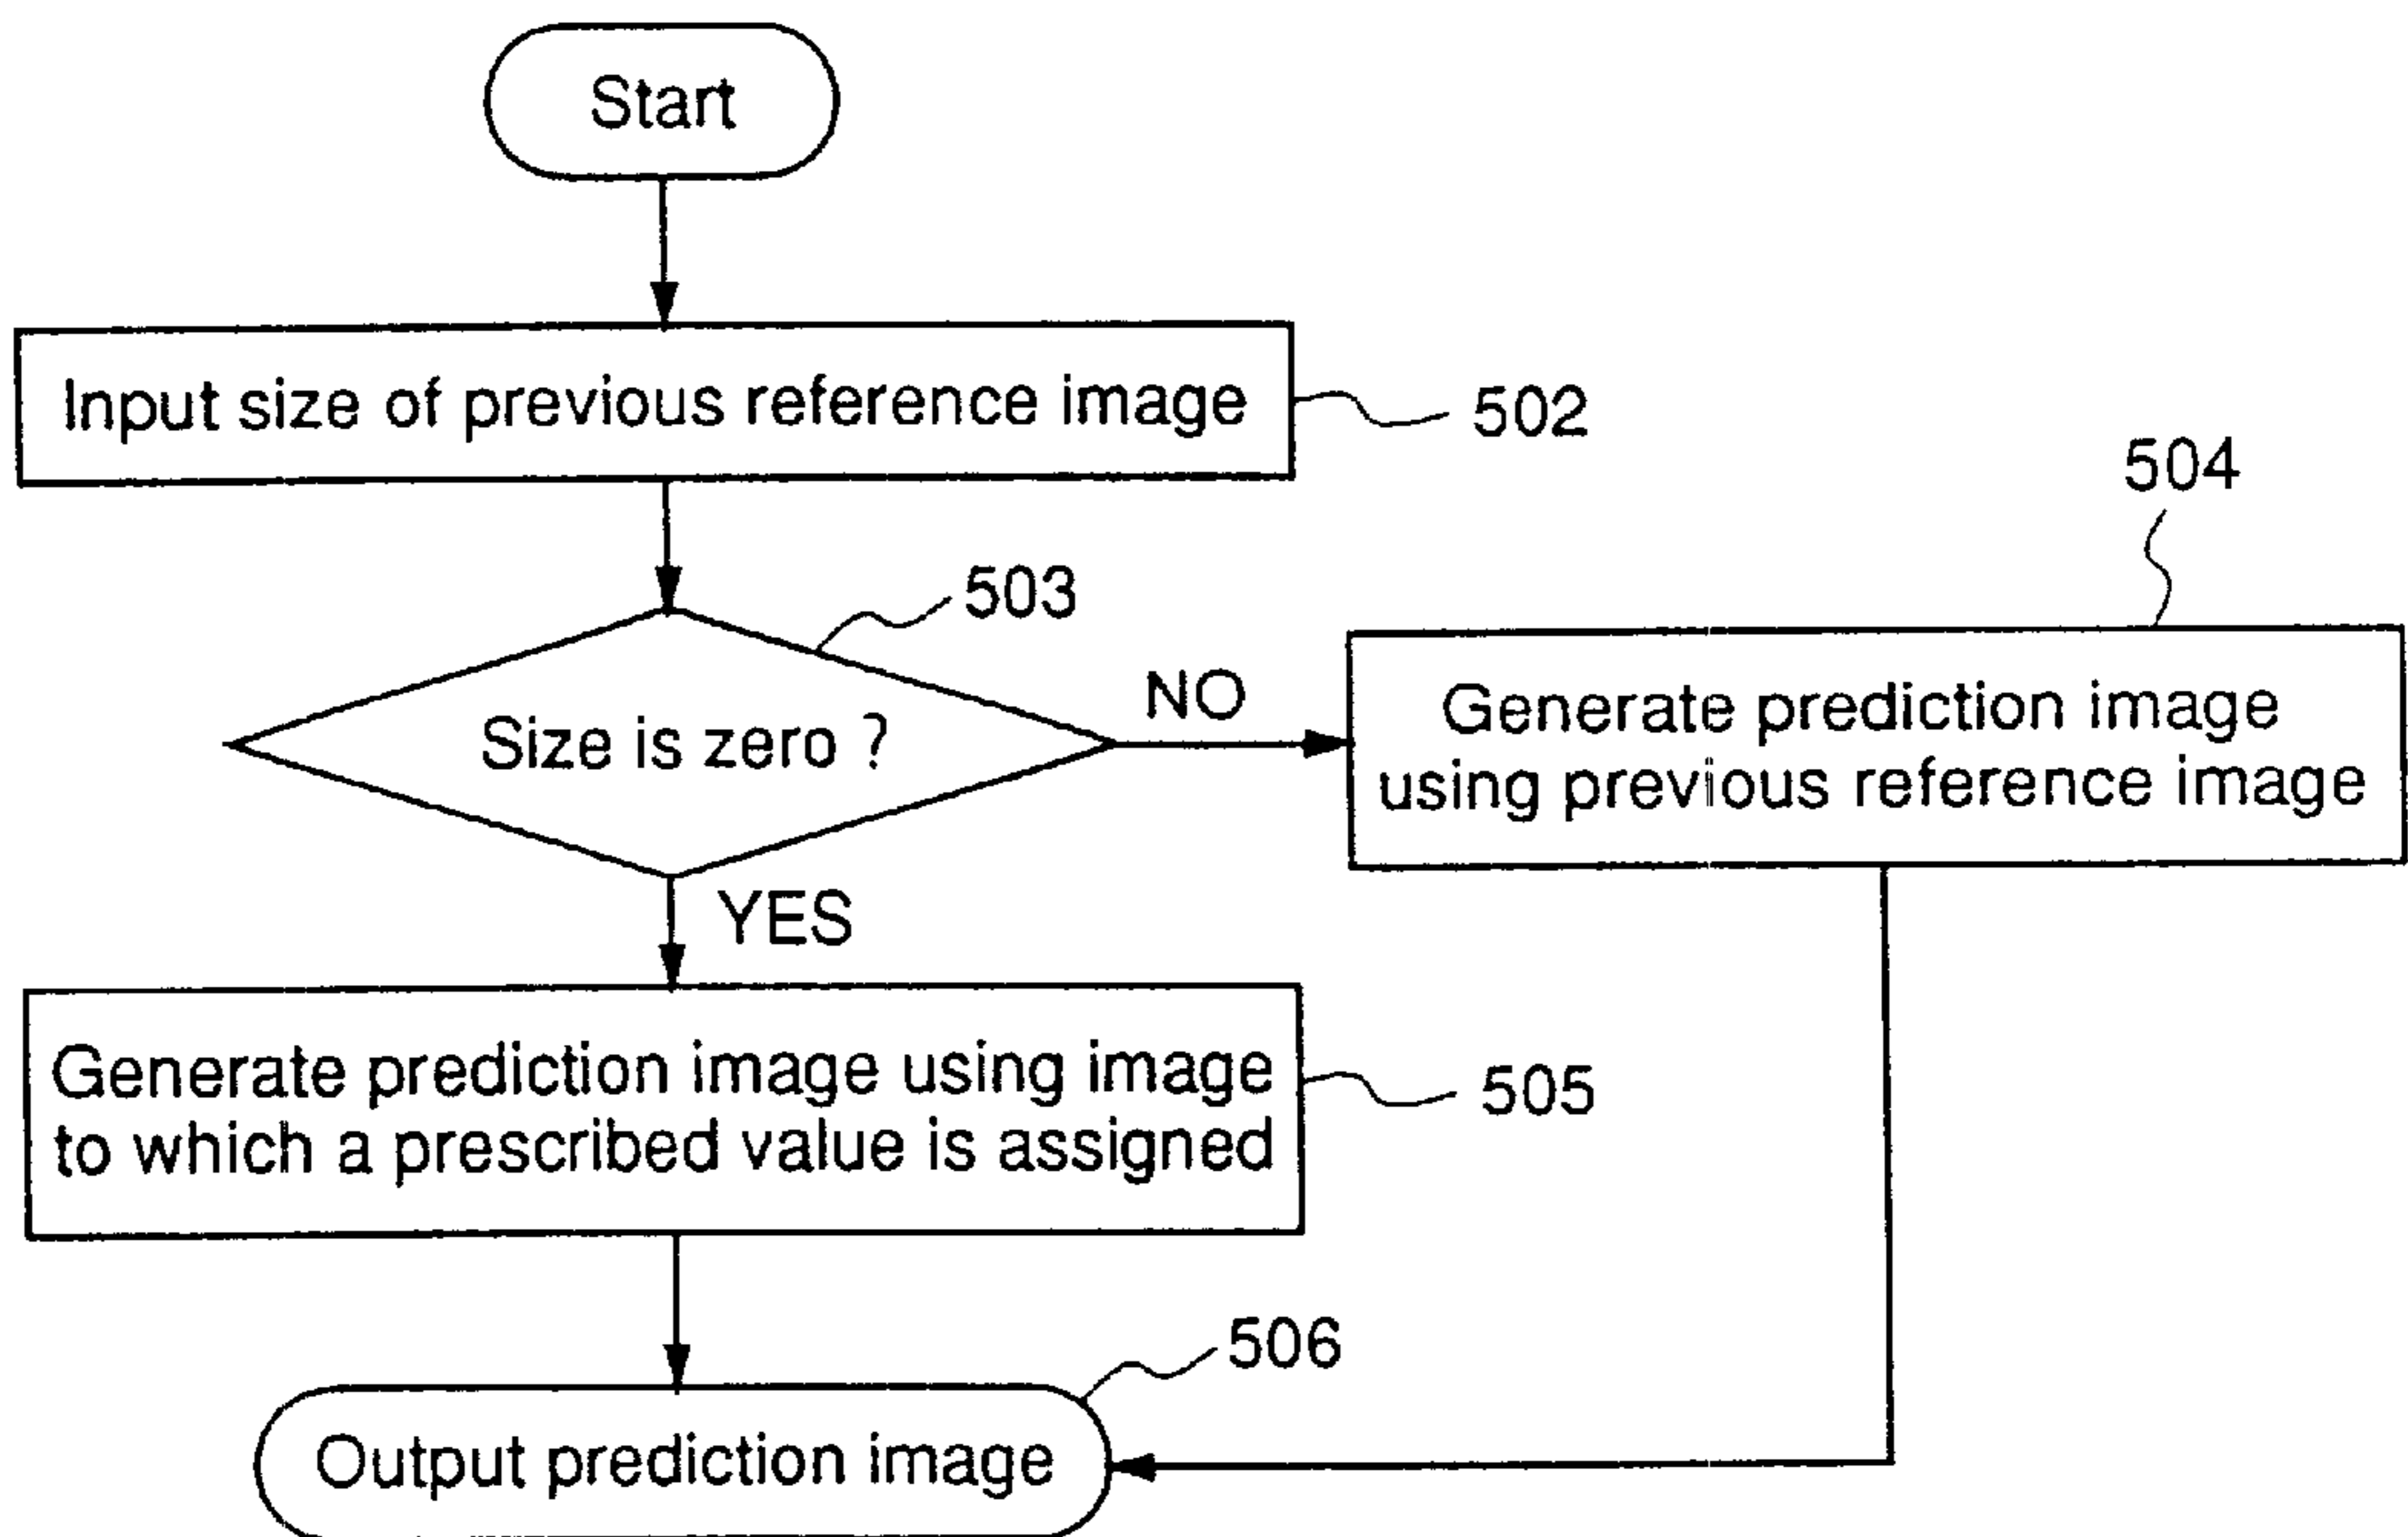 Start
Input size of previous reference image
502
503
504
Size is zero ?
NO
Generate prediction image
using previous reference image
YES
Generate prediction image using image
to which a prescribed value is assigned
505
506
Output prediction image